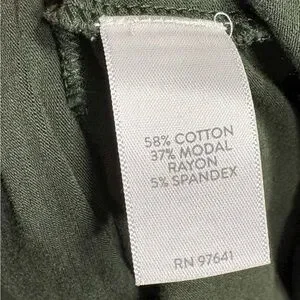 58% COTTON
37% MODAL
RAYON
5% SPANDEX
RN 97641